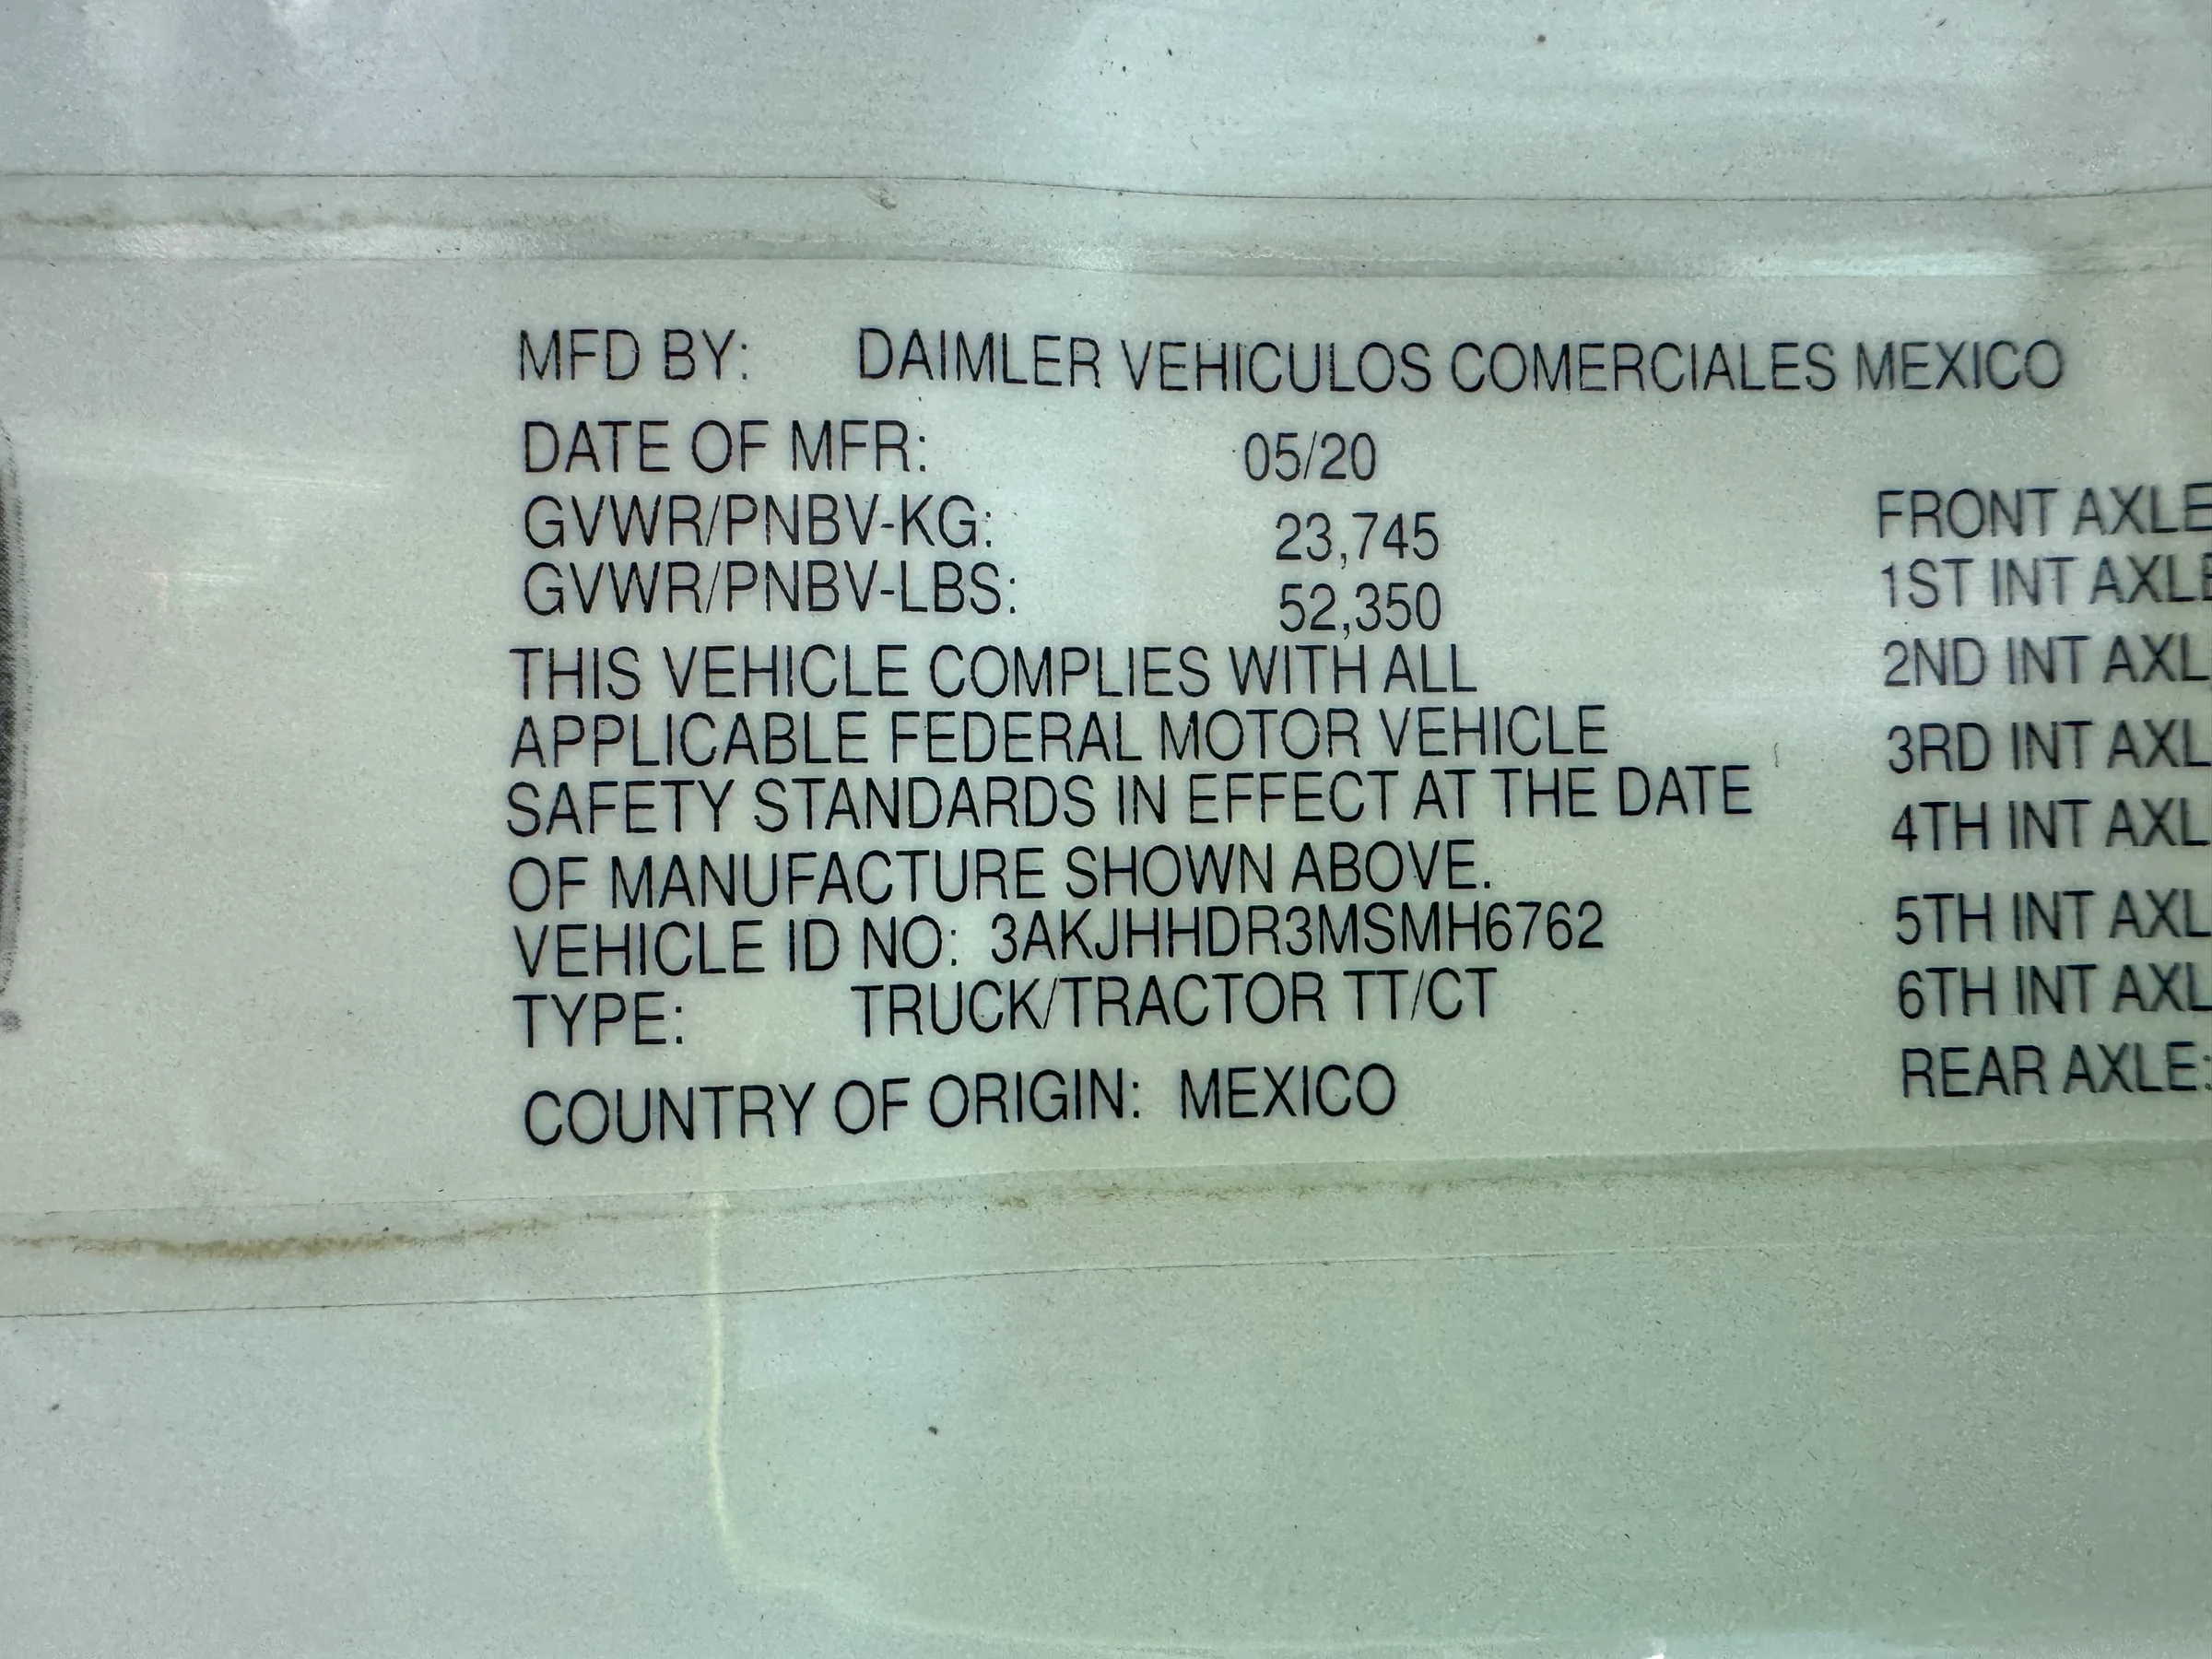 MFD BY: DAIMLER VEHICULOS COMERCIALES MEXICO
DATE OF MFR: 05/20
GVWR/PNBV-KG: 23,745
GVWR/PNBV-LBS: 52,350
THIS VEHICLE COMPLIES WITH ALL
APPLICABLE FEDERAL MOTOR VEHICLE
SAFETY STANDARDS IN EFFECT AT THE DATE
OF MANUFACTURE SHOWN ABOVE.
VEHICLE ID NO: 3AKJHHDR3MSMH6762
TYPE: TRUCK/TRACTOR TT/CT
COUNTRY OF ORIGIN: MEXICO
FRONT AXLE
1ST INT AXLE
2ND INT AXL
3RD INT AXL
4TH INT AXL
5TH INT AXL
6TH INT AXL
REAR AXLE: